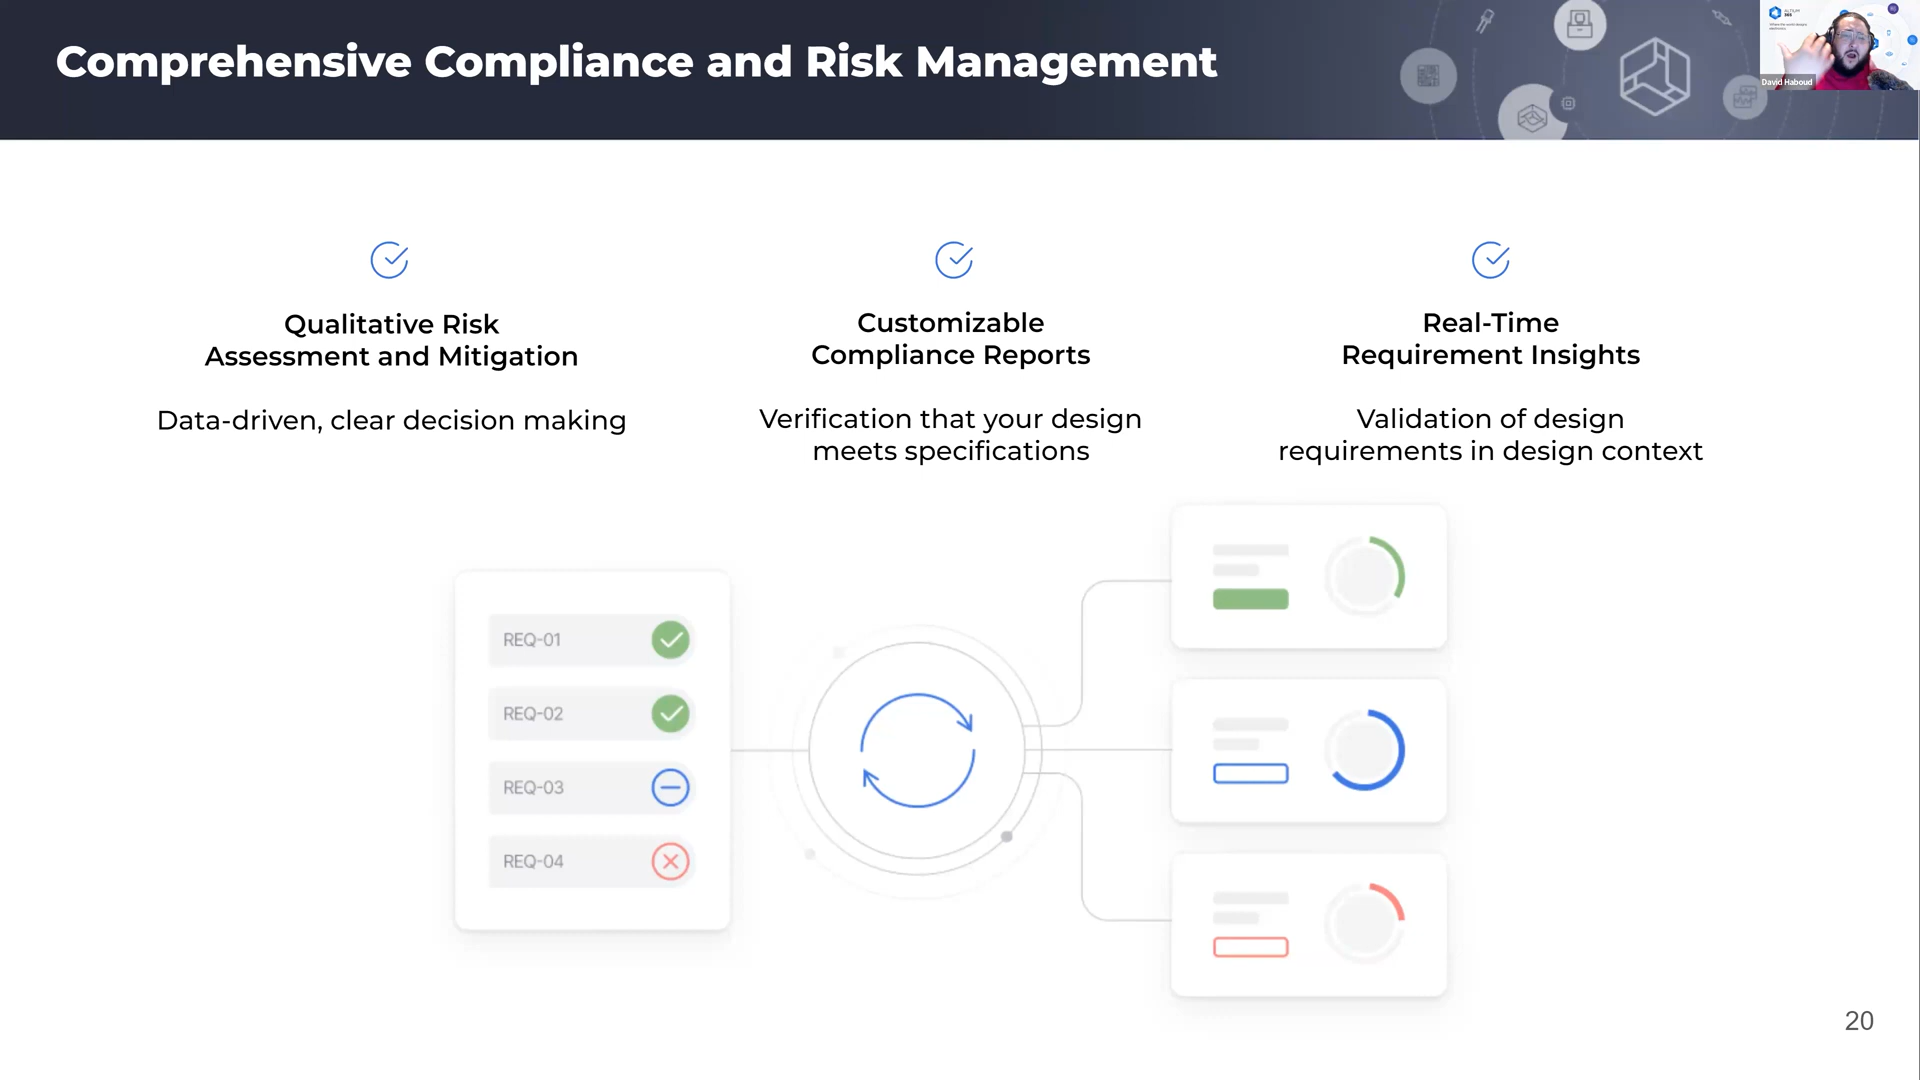 Comprehensive Compliance and Risk Management
ALTIUM
365
David Haboud
Qualitative Risk
Assessment and Mitigation
Data-driven, clear decision making
Customizable
Compliance Reports
Verification that your design
meets specifications
Real-Time
Requirement Insights
Validation of design
requirements in design context
REQ-01
REQ-02
REQ-03
REQ-04
20